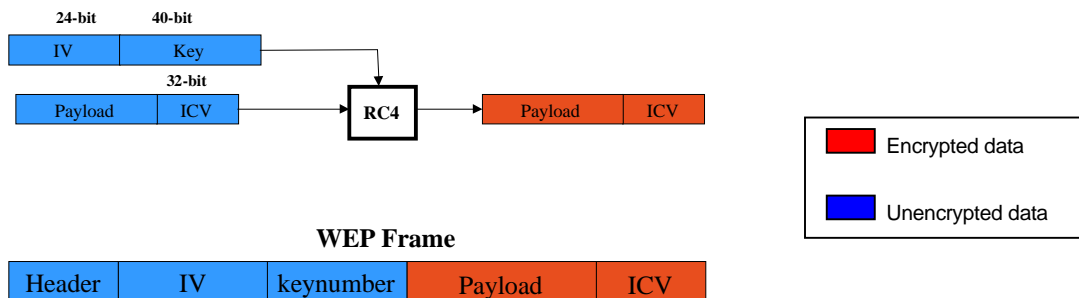 24-bit 40-bit
IV Key
32-bit
Payload ICV
RC4
Payload ICV
Encrypted data
Unencrypted data
WEP Frame
Header IV keynumber Payload ICV